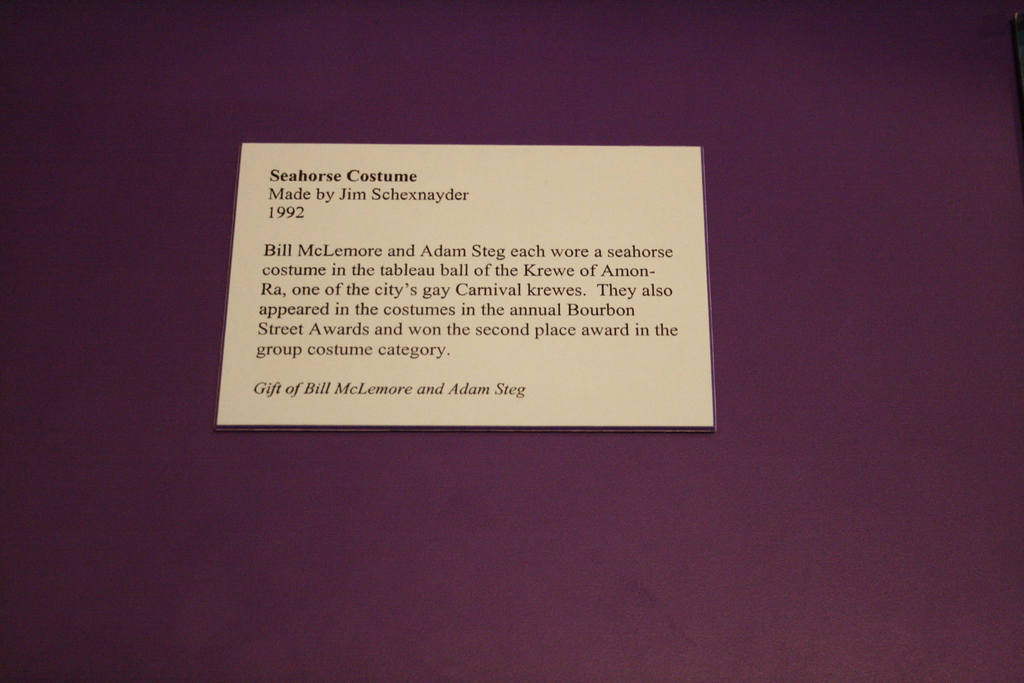 Seahorse Costume
Made by Jim Schexnayder
1992
Bill McLemore and Adam Steg each wore a seahorse
costume in the tableau ball of the Krewe of Amon-
Ra, one of the city's gay Carnival krewes.  They also
appeared in the costumes in the annual Bourbon
Street Awards and won the second place award in the
group costume category.
Gift of Bill McLemore and Adam Steg